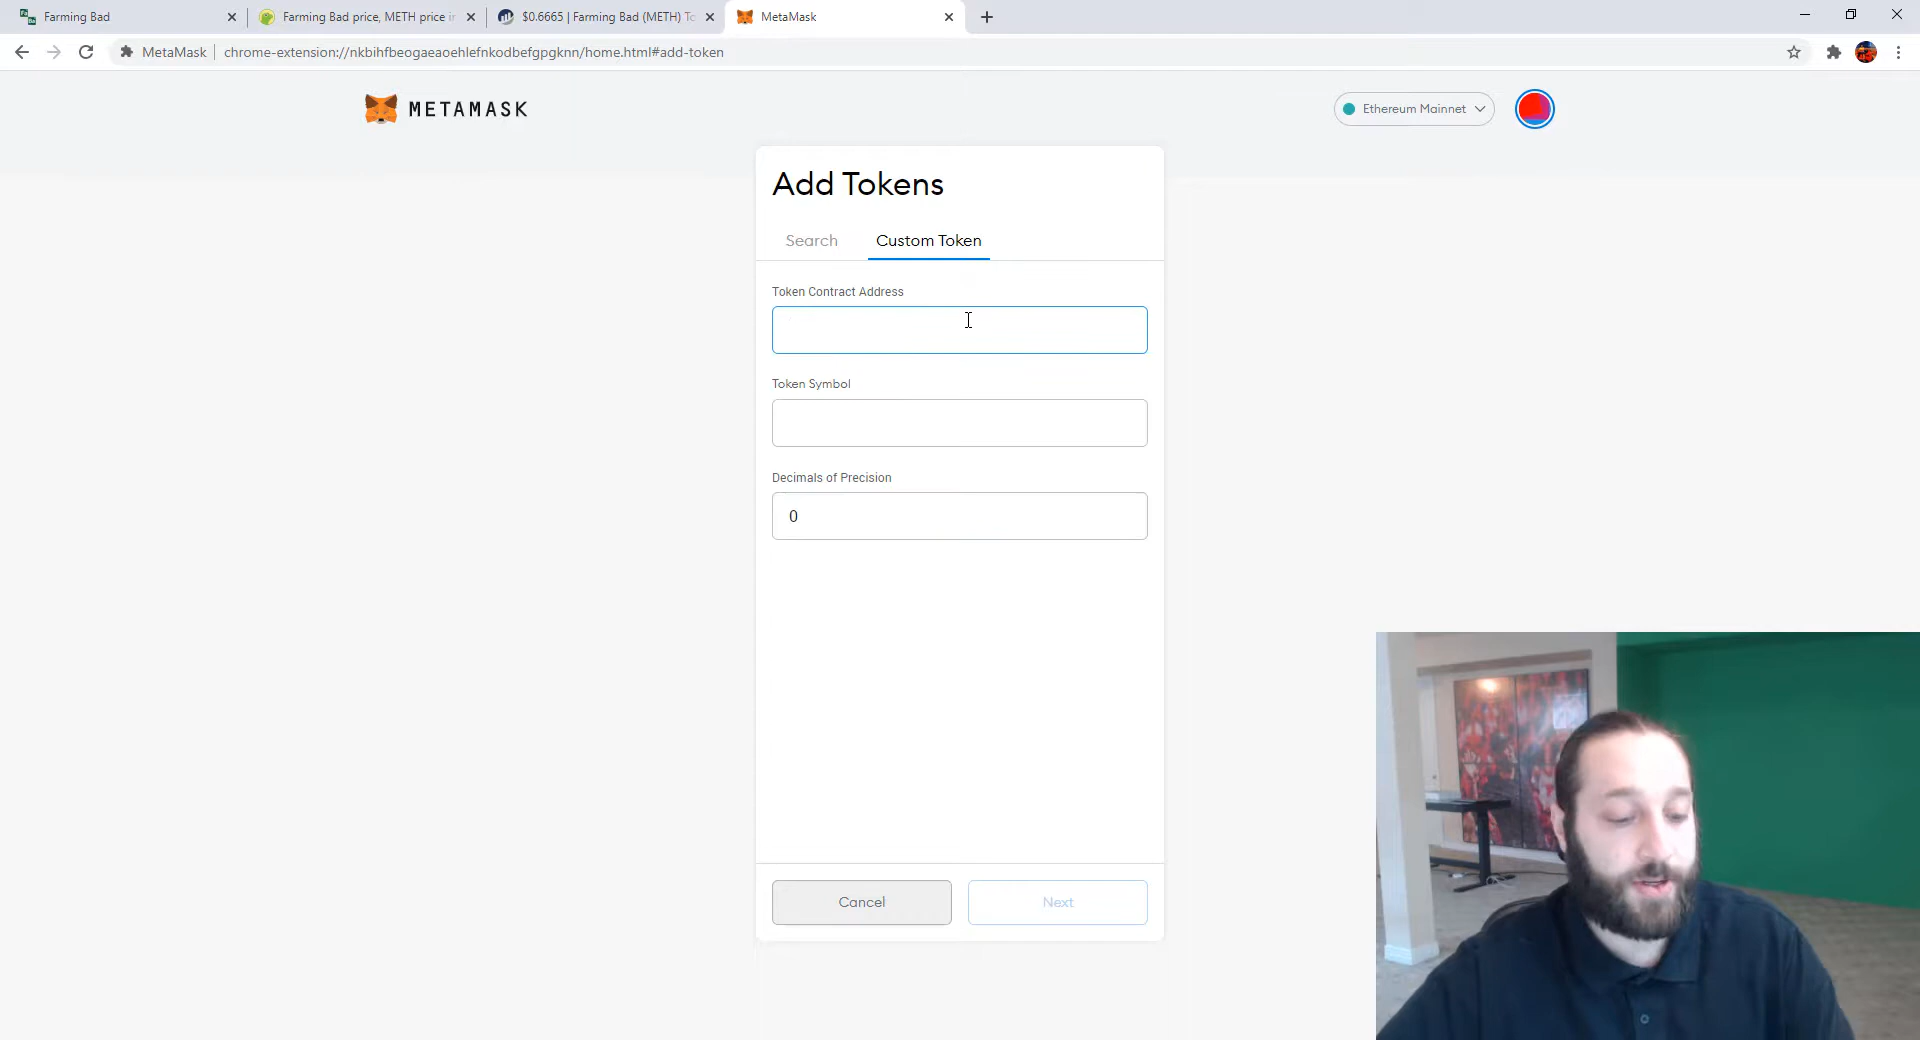 Farming Bad
Farming Bad price, METH price in
$0.6665 | Farming Bad (METH) To
MetaMask
MetaMask
chrome-extension://nkbihfbeogaeaoehlefnkodbefgpgknn/home.html#add-token
METAMASK
Ethereum Mainnet
Add Tokens
Search
Custom Token
Token Contract Address
Token Symbol
Decimals of Precision
0
Cancel
Next